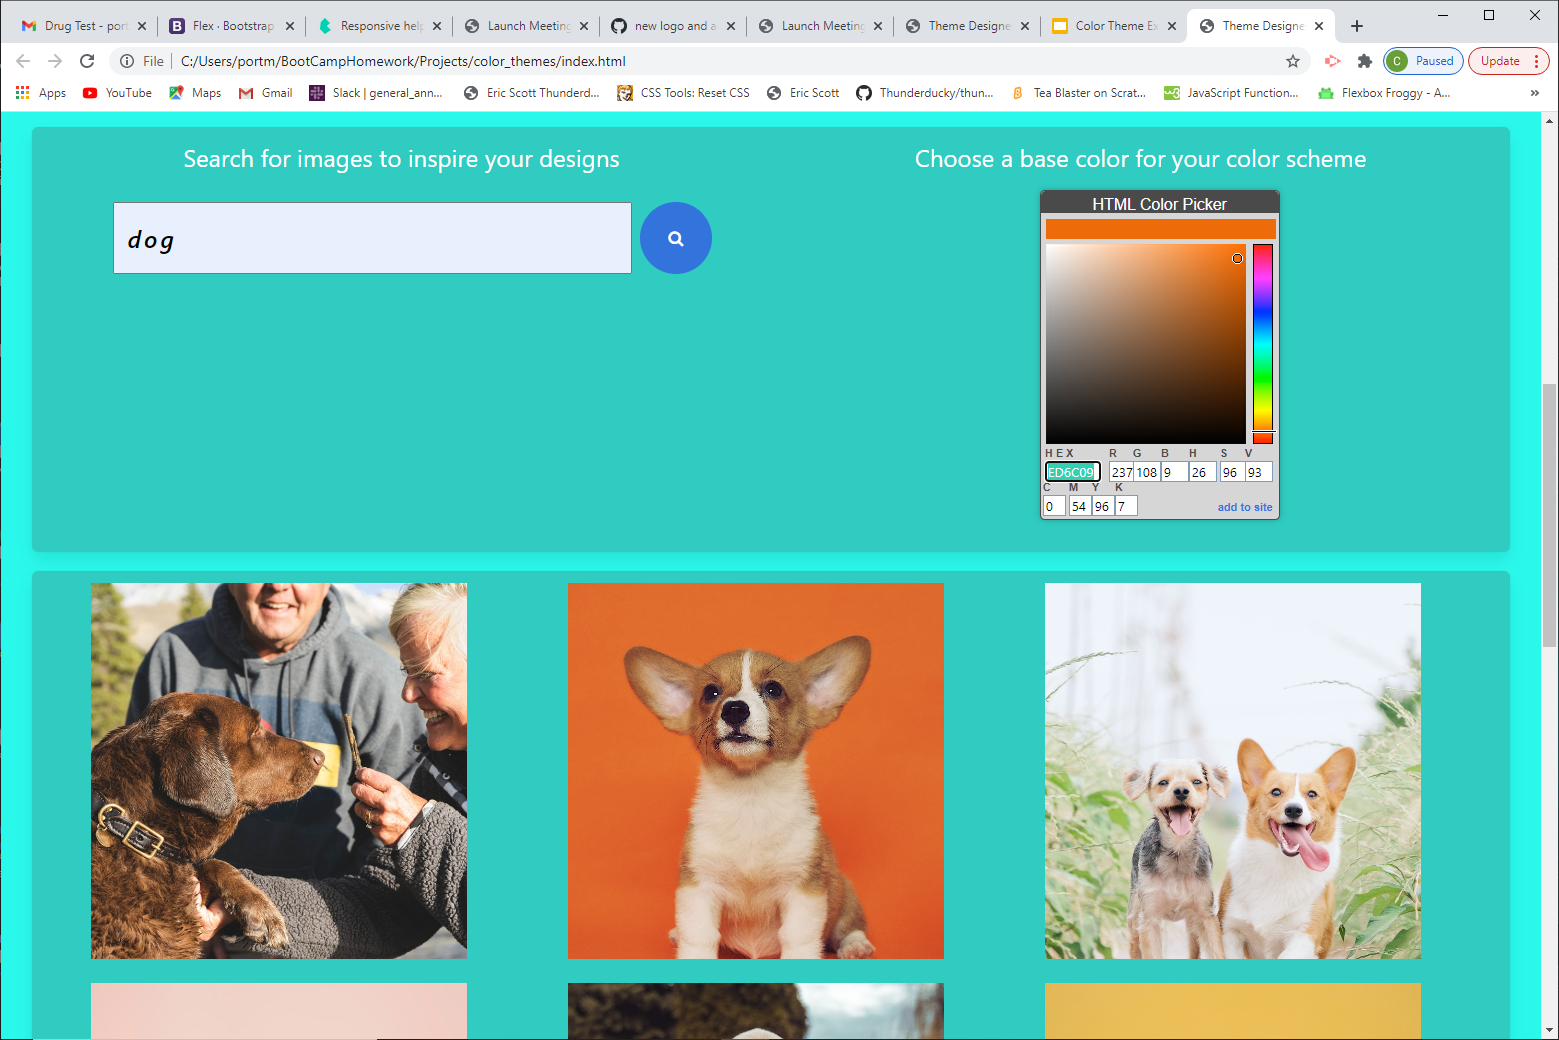 Drug Test - port
Flex · Bootstrap
Responsive help
Launch Meeting
new logo and a
Launch Meeting
Theme Designe
Color Theme Ex
Theme Designe
File
C:/Users/portm/BootCampHomework/Projects/color_themes/index.html
C
Paused
Update
Apps
YouTube
Maps
Gmail
Slack | general_ann...
Eric Scott Thunderd...
CSS Tools: Reset CSS
Eric Scott
Thunderducky/thun...
Tea Blaster on Scrat...
JavaScript Function...
Flexbox Froggy - A...
»
Search for images to inspire your designs
dog
Choose a base color for your color scheme
HTML Color Picker
HEX R G B H S V
ED6C09 237 108 9 26 96 93
C M Y K
0 54 96 7
add to site